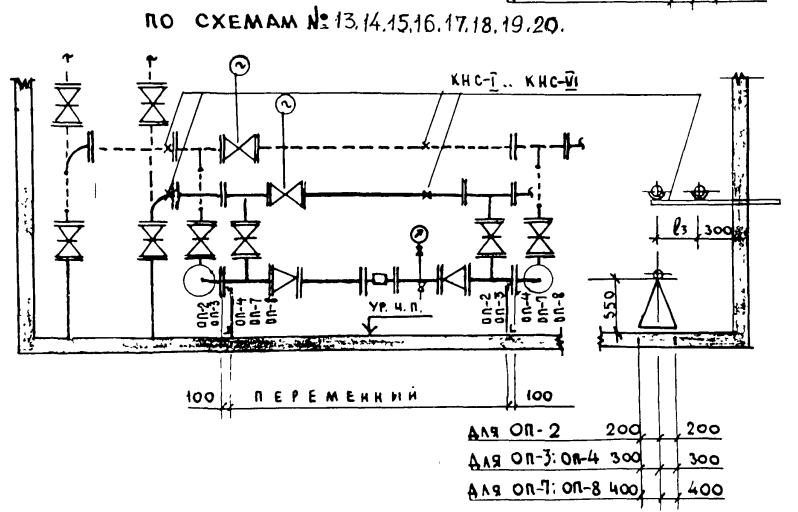 ПО СХЕМАМ № 13,14,15,16,17,18,19,20.
КНС-I .. КНС-VI
l3 300
550
ОП-2
ОП-3
ОП-4
ОП-7
ОП-8
УР. Ч. П.
ОП-2
ОП-3
ОП-4
ОП-7
ОП-8
100 ПЕРЕМЕННЫЙ 100
ДЛЯ ОП-2 200 200
ДЛЯ ОП-3; ОП-4 300 300
ДЛЯ ОП-7; ОП-8 400 400